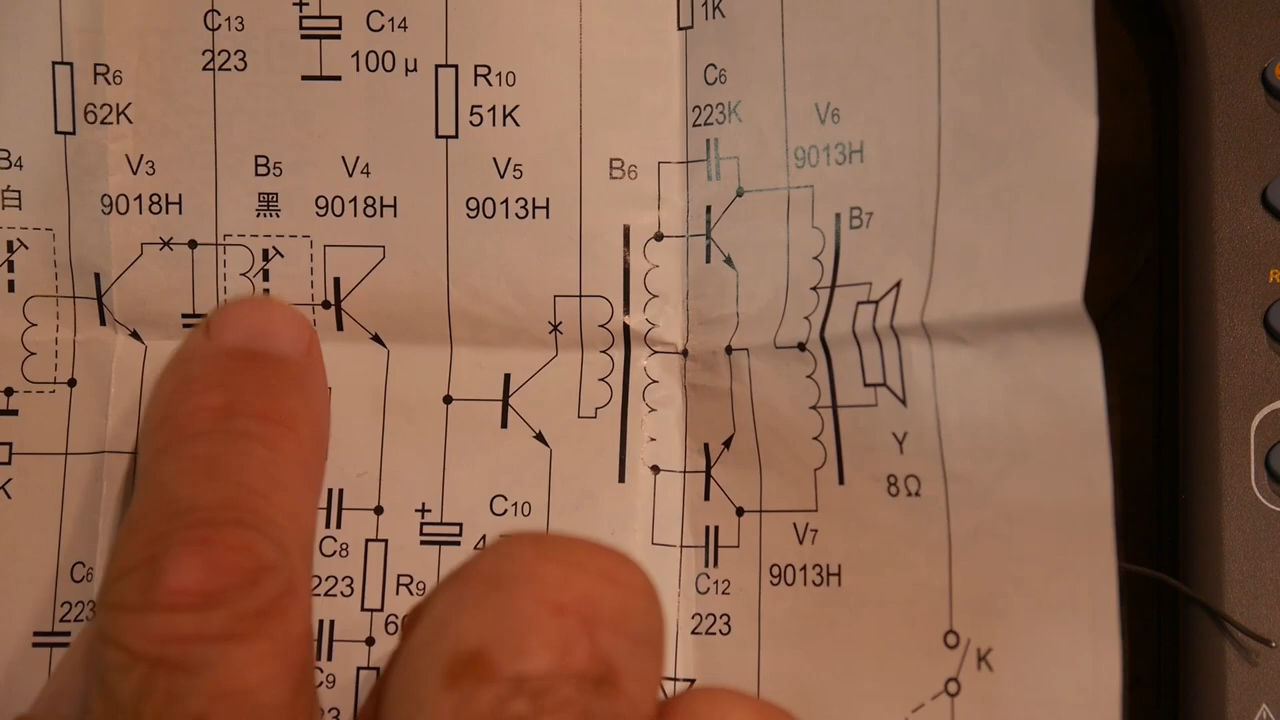 C13
223
C14
100 μ
1K
R6
62K
R10
51K
C6
223K
V6
9013H
B4
白
V3
9018H
B5
黑
V4
9018H
V5
9013H
B6
B7
Y
8Ω
K
C10
C8
223
R9
C6
223
V7
9013H
C12
223
C9
K